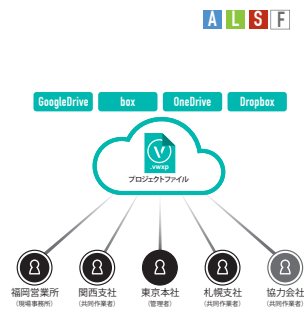 A L S F
GoogleDrive box OneDrive Dropbox
V
.vwxp
プロジェクトファイル
福岡営業所 関西支社 東京本社 札幌支社 協力会社
(現場事務所) (共同作業者) (管理者) (共同作業者) (共同作業者)